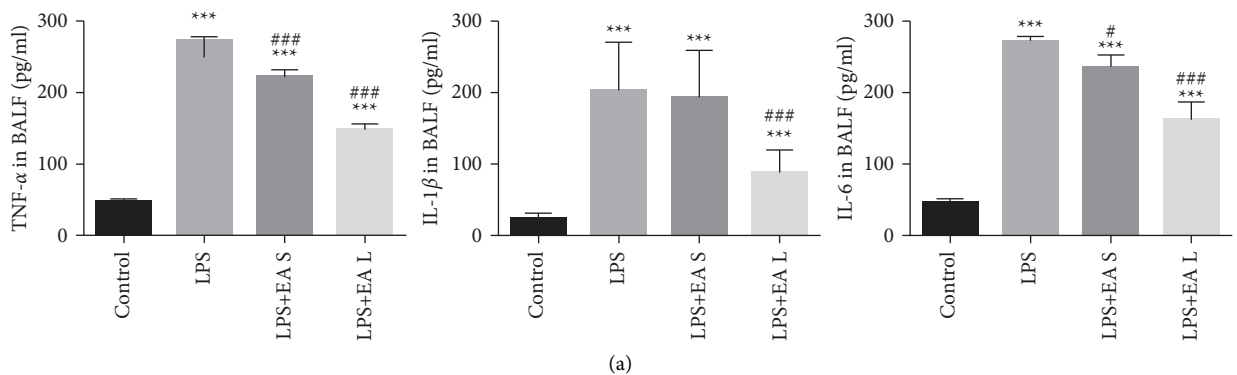 TNF-α in BALF (pg/ml)
300
200
100
0
***
###
***
###
***
Control
LPS
LPS+EA S
LPS+EA L
IL-1β in BALF (pg/ml)
300
200
100
0
***
***
###
***
Control
LPS
LPS+EA S
LPS+EA L
IL-6 in BALF (pg/ml)
300
200
100
0
***
#
***
###
***
Control
LPS
LPS+EA S
LPS+EA L
(a)